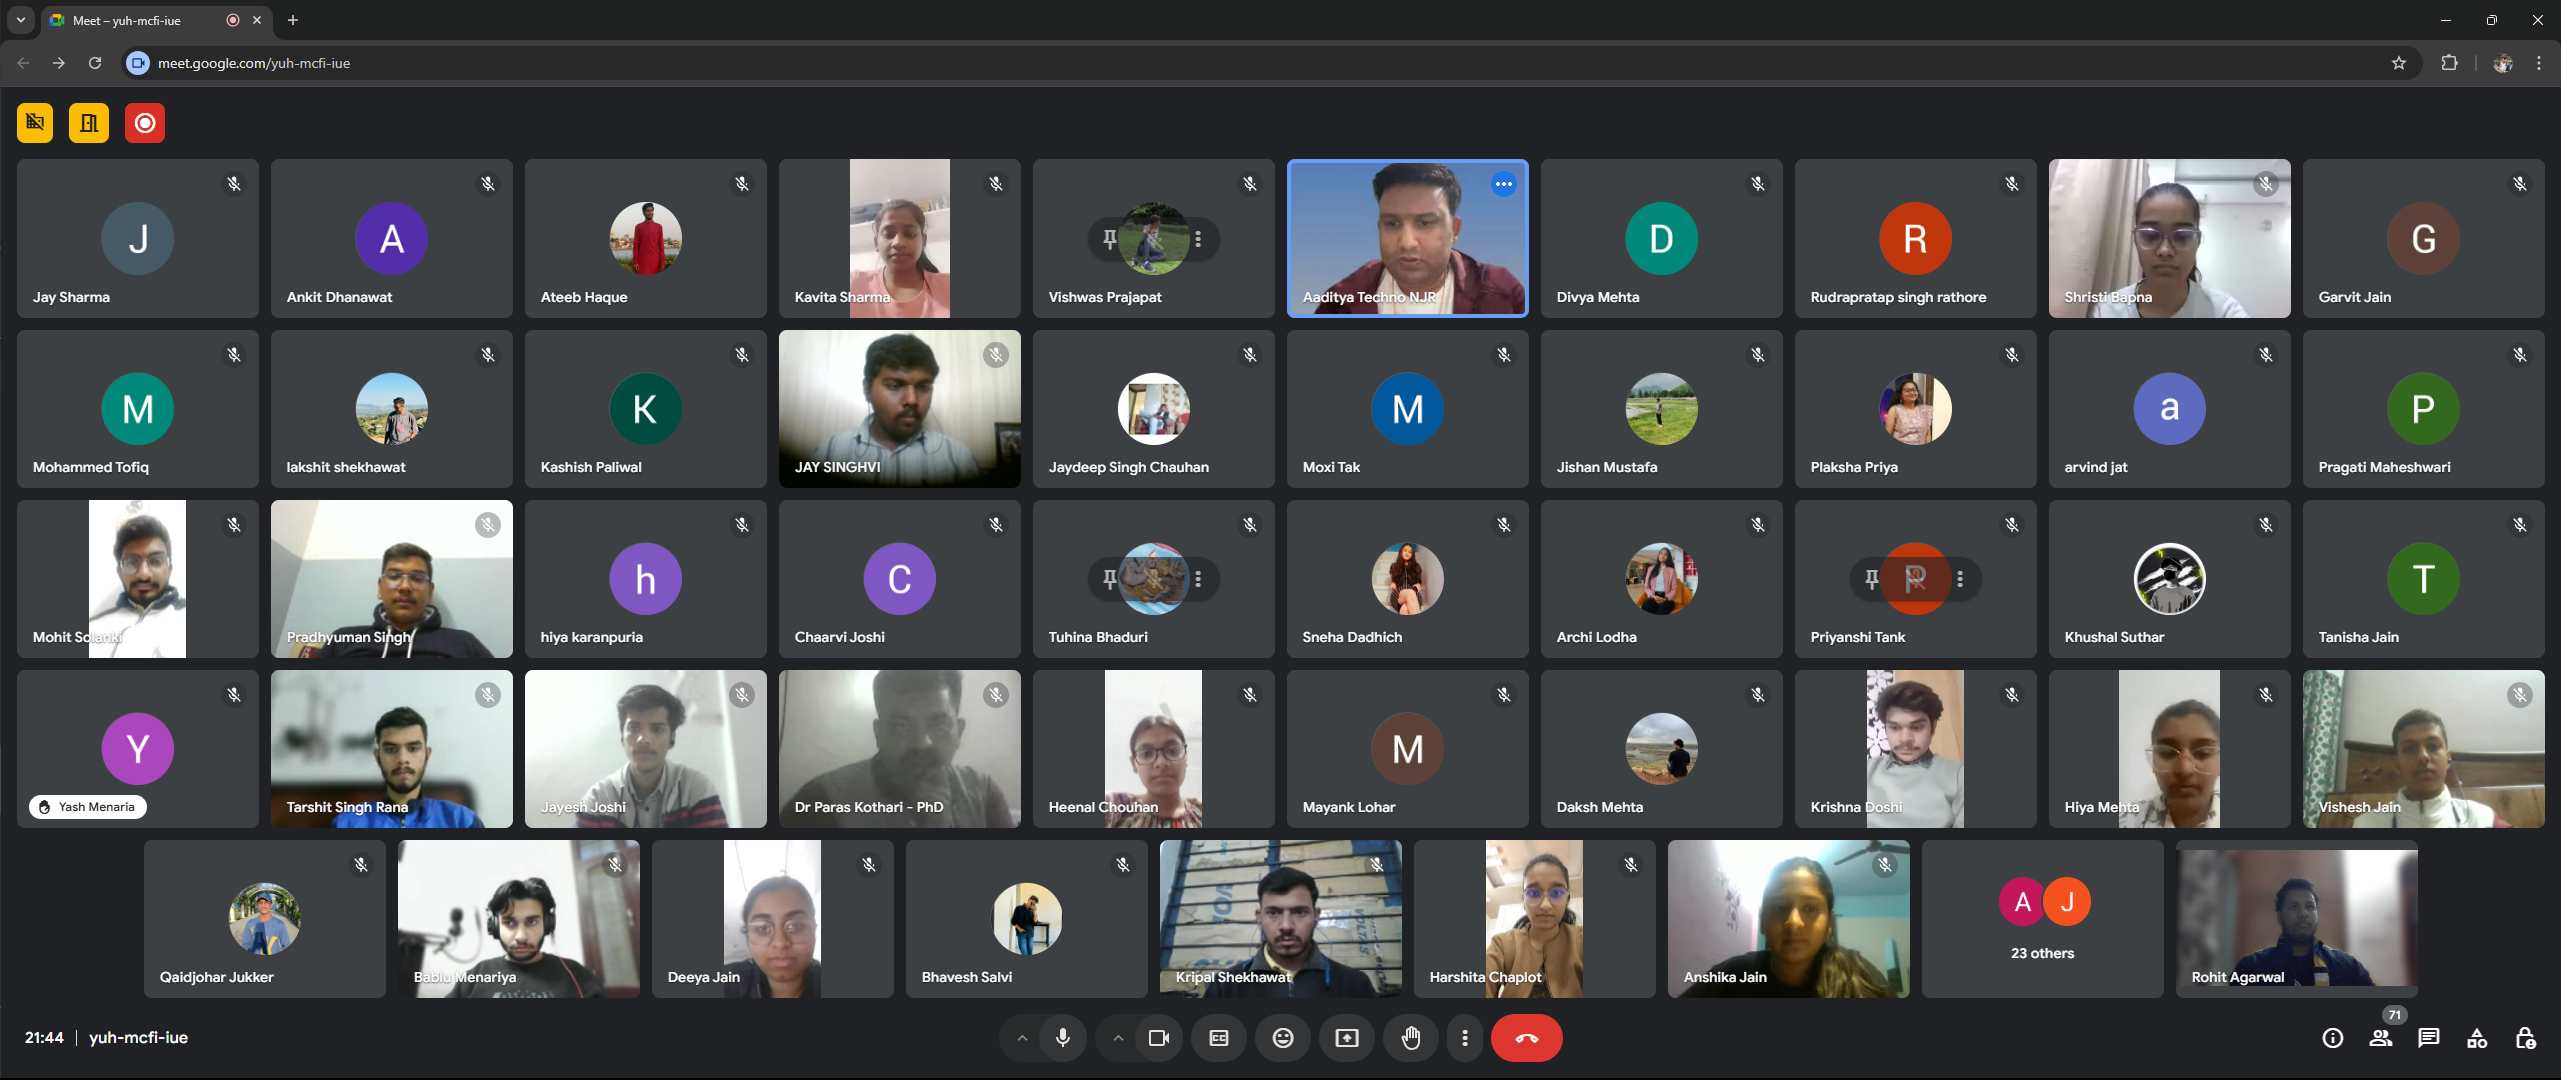 Meet – yuh-mcfi-iue
meet.google.com/yuh-mcfi-iue
J
Jay Sharma
A
Ankit Dhanawat
Ateeb Haque
Kavita Sharma
Vishwas Prajapat
Aaditya Techno NJR
D
Divya Mehta
R
Rudrapratap singh rathore
Shristi Bapna
G
Garvit Jain
M
Mohammed Tofiq
lakshit shekhawat
K
Kashish Paliwal
JAY SINGHVI
Jaydeep Singh Chauhan
M
Moxi Tak
Jishan Mustafa
Plaksha Priya
a
arvind jat
P
Pragati Maheshwari
Mohit Solanki
Pradhyuman Singh
h
hiya karanpuria
C
Chaarvi Joshi
Tuhina Bhaduri
Sneha Dadhich
Archi Lodha
P
Priyanshi Tank
Khushal Suthar
T
Tanisha Jain
Y
Yash Menaria
Tarshit Singh Rana
Jayesh Joshi
Dr Paras Kothari - PhD
Heenal Chouhan
M
Mayank Lohar
Daksh Mehta
Krishna Doshi
Hiya Mehta
Vishesh Jain
Qaidjohar Jukker
Bablu Menariya
Deeya Jain
Bhavesh Salvi
Kripal Shekhawat
Harshita Chaplot
Anshika Jain
A J
23 others
Rohit Agarwal
21:44 | yuh-mcfi-iue
CC
71